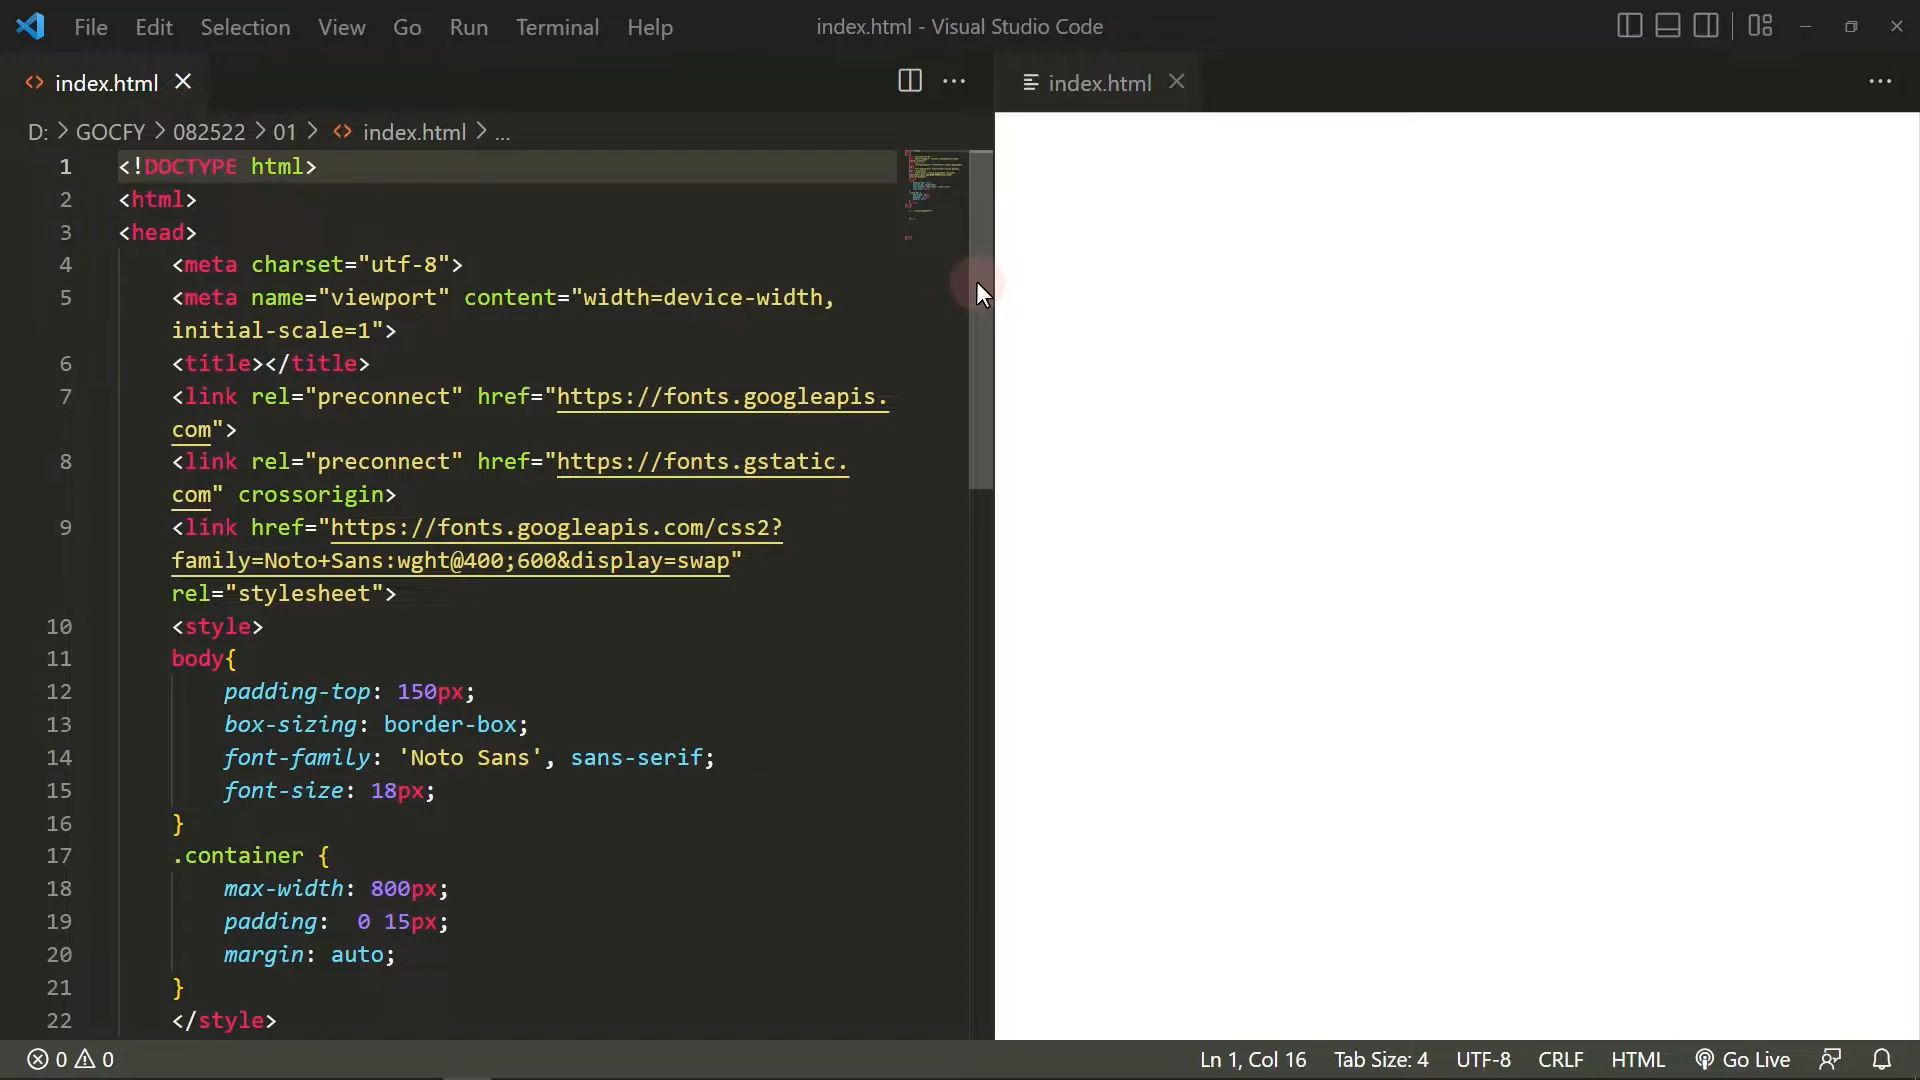 File Edit Selection View Go Run Terminal Help index.html - Visual Studio Code
index.html
index.html
D: > GOCFY > 082522 > 01 > index.html > ...
1 <!DOCTYPE html>
2 <html>
3 <head>
4 <meta charset="utf-8">
5 <meta name="viewport" content="width=device-width,
initial-scale=1">
6 <title></title>
7 <link rel="preconnect" href="https://fonts.googleapis.
com">
8 <link rel="preconnect" href="https://fonts.gstatic.
com" crossorigin>
9 <link href="https://fonts.googleapis.com/css2?
family=Noto+Sans:wght@400;600&display=swap"
rel="stylesheet">
10 <style>
11 body{
12 padding-top: 150px;
13 box-sizing: border-box;
14 font-family: 'Noto Sans', sans-serif;
15 font-size: 18px;
16 }
17 .container {
18 max-width: 800px;
19 padding:  0 15px;
20 margin: auto;
21 }
22 </style>
0 0 Ln 1, Col 16 Tab Size: 4 UTF-8 CRLF HTML Go Live